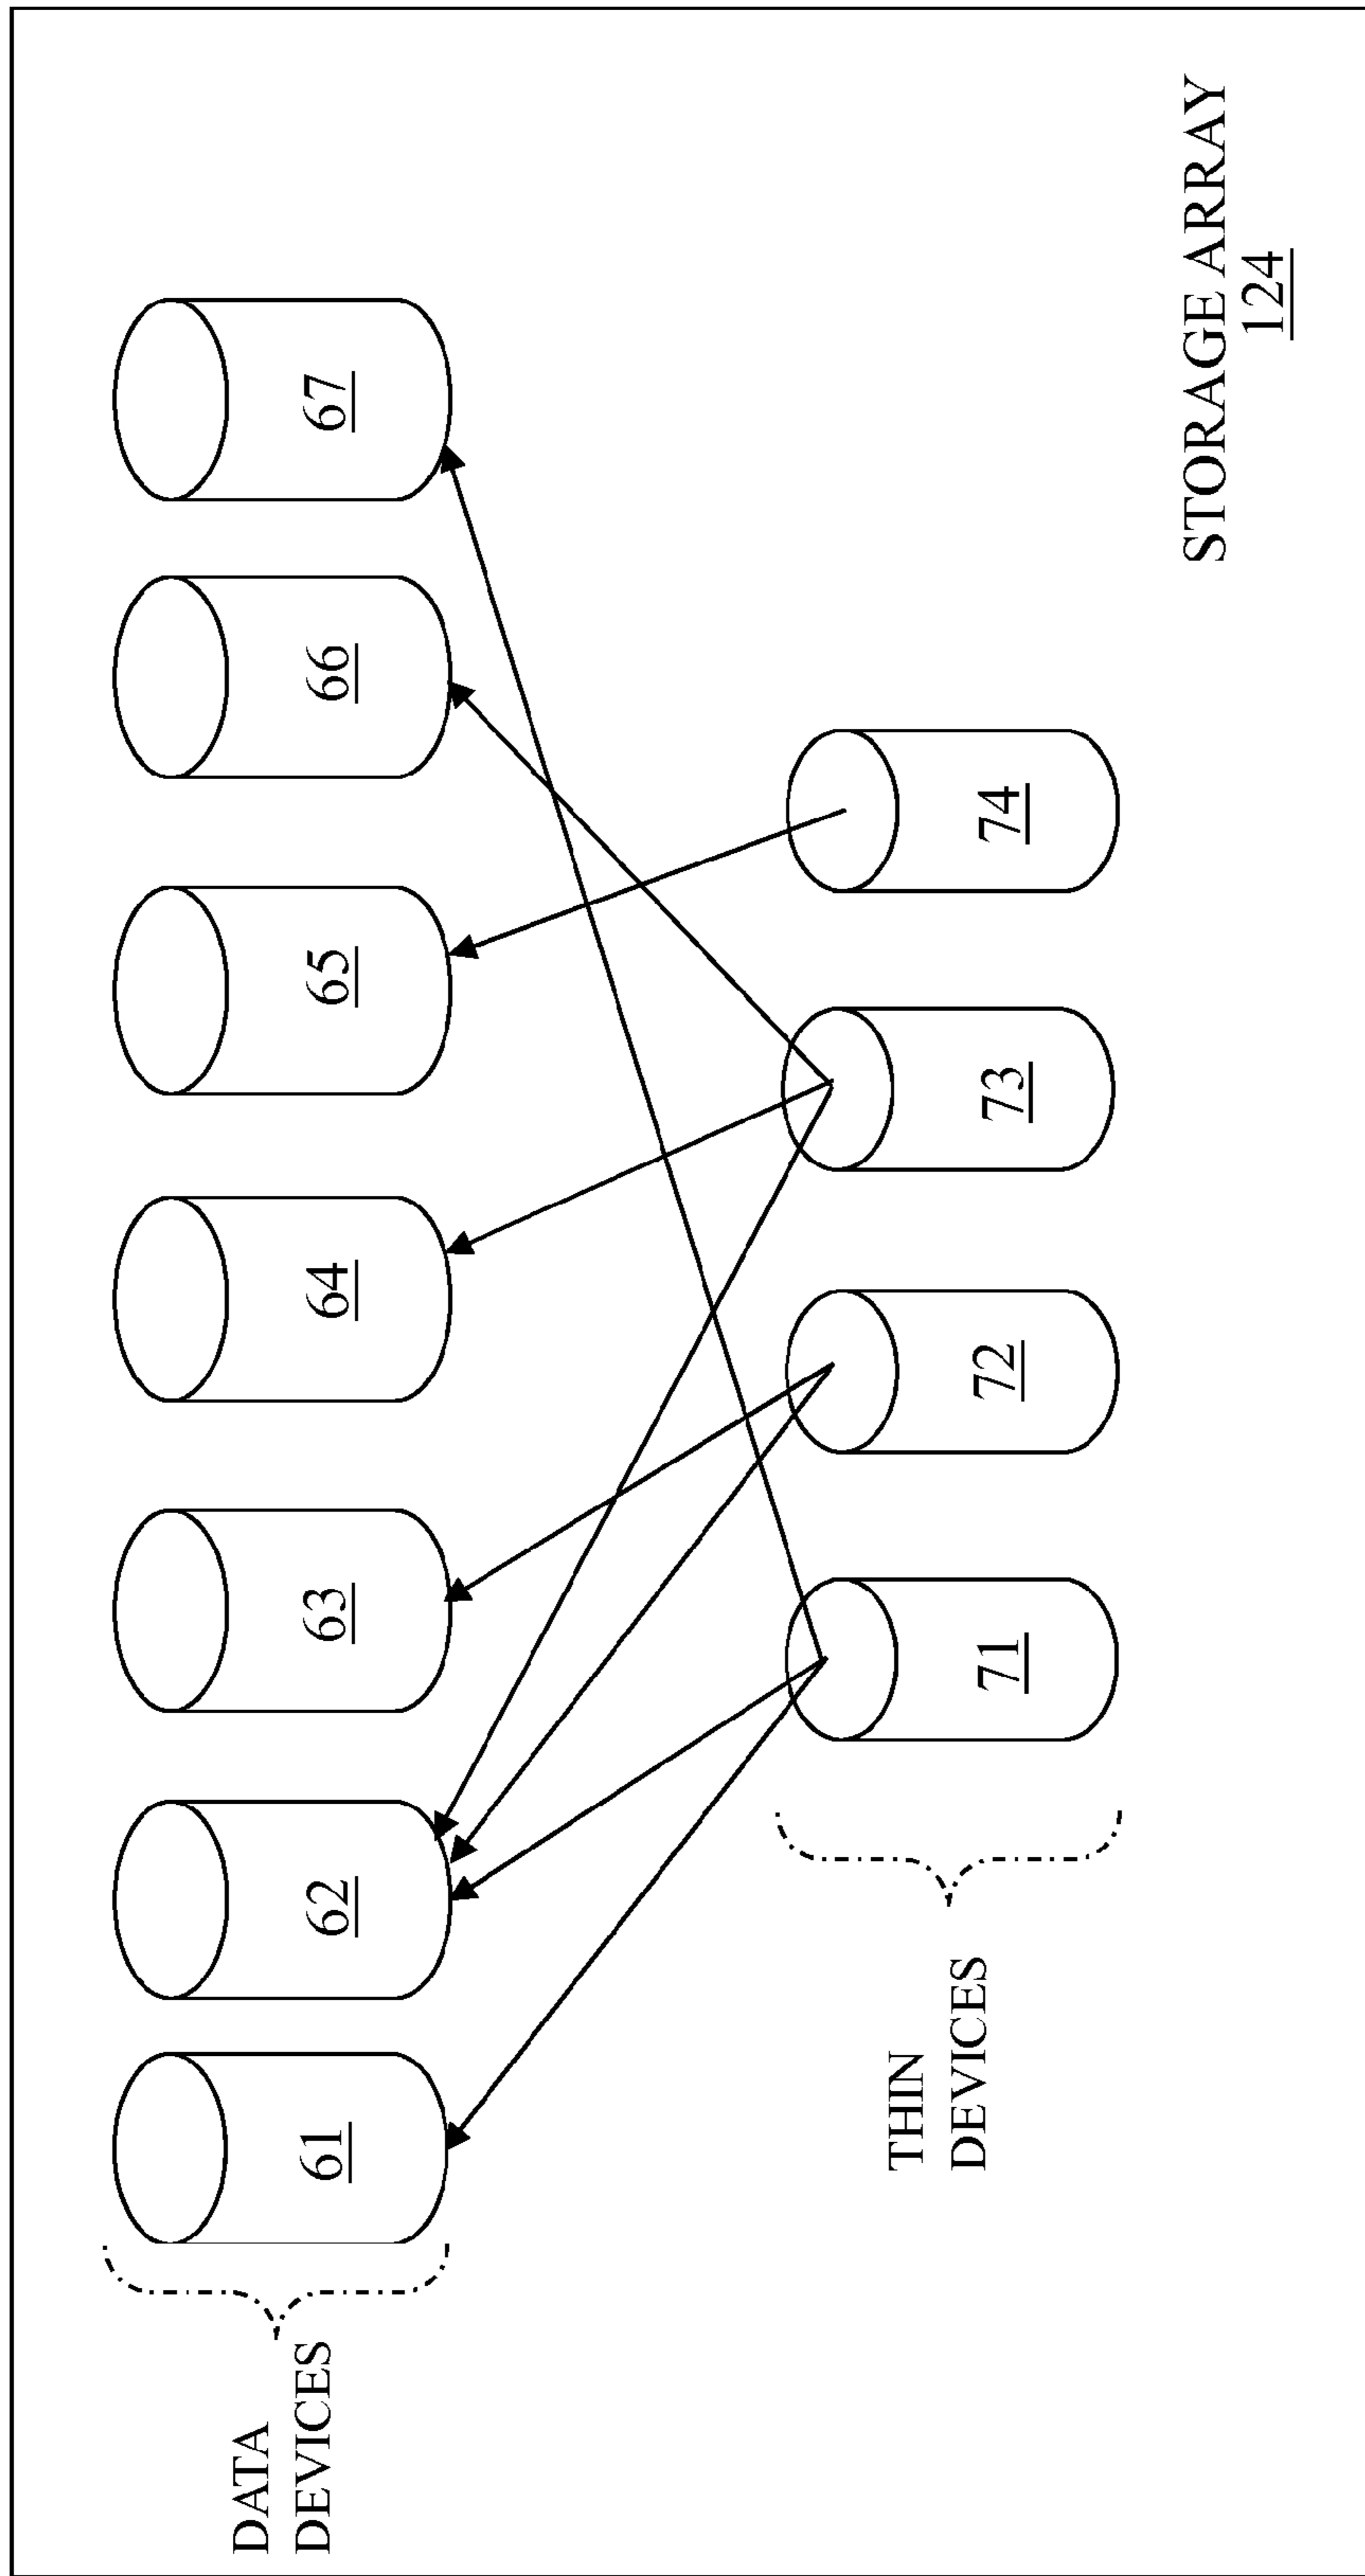 DATA
DEVICES
61
62
63
64
65
66
67
THIN
DEVICES
71
72
73
74
STORAGE ARRAY
124